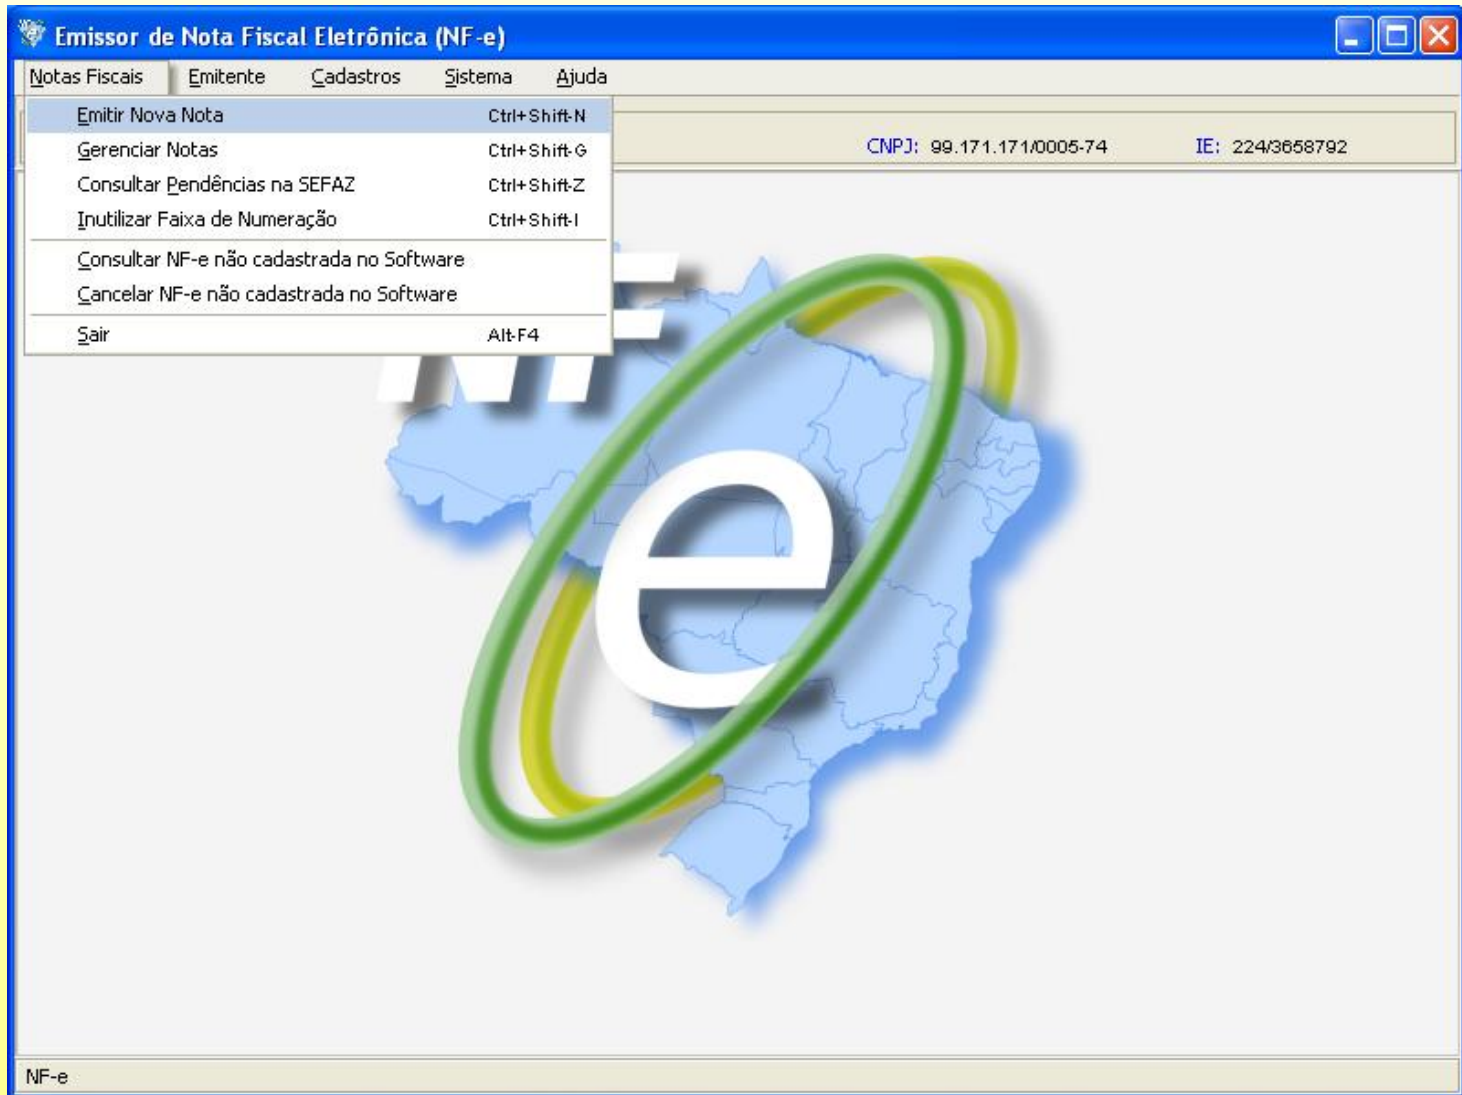 Emissor de Nota Fiscal Eletrônica (NF-e)
Notas Fiscais Emitente Cadastros Sistema Ajuda
Emitir Nova Nota Ctrl+Shift-N
CNPJ: 99.171.171/0005-74 IE: 224/3658792
Gerenciar Notas Ctrl+Shift-G
Consultar Pendências na SEFAZ Ctrl+Shift-Z
Inutilizar Faixa de Numeração Ctrl+Shift-I
Consultar NF-e não cadastrada no Software
Cancelar NF-e não cadastrada no Software
Sair Alt-F4
NF
e
NF-e